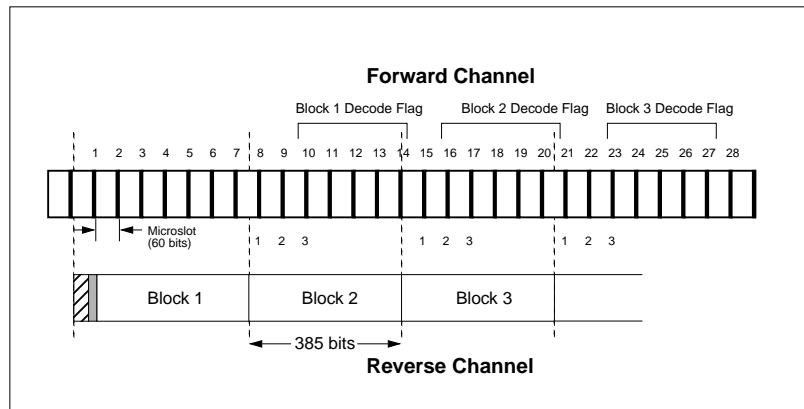 Forward Channel
Block 1 Decode Flag Block 2 Decode Flag Block 3 Decode Flag
1 2 3 4 5 6 7 8 9 10 11 12 13 14 15 16 17 18 19 20 21 22 23 24 25 26 27 28
Microslot
(60 bits)
1 2 3 1 2 3 1 2 3
Block 1 Block 2 Block 3
385 bits
Reverse Channel